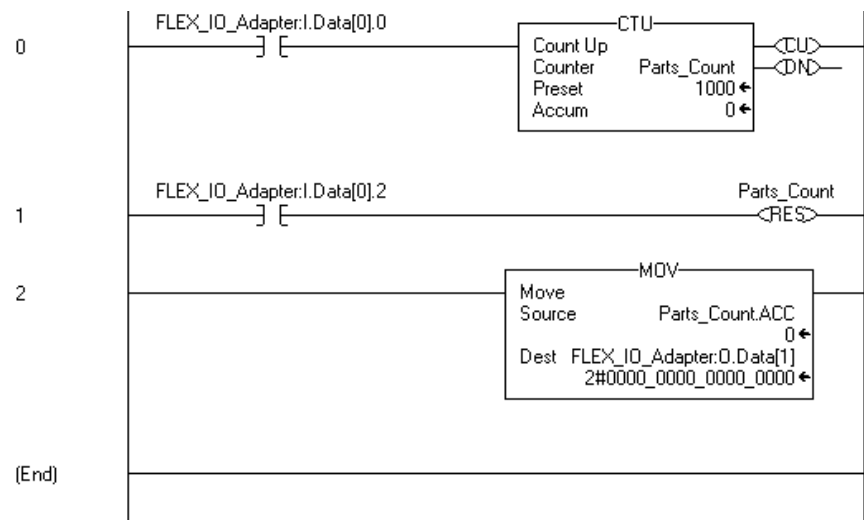 FLEX_IO_Adapter:I.Data[0].0
CTU
0
Count Up
CU
Counter Parts_Count
DN
Preset 1000
Accum 0
FLEX_IO_Adapter:I.Data[0].2
Parts_Count
1
RES
MOV
2
Move
Source Parts_Count.ACC
0
Dest FLEX_IO_Adapter:O.Data[1]
2#0000_0000_0000_0000
(End)